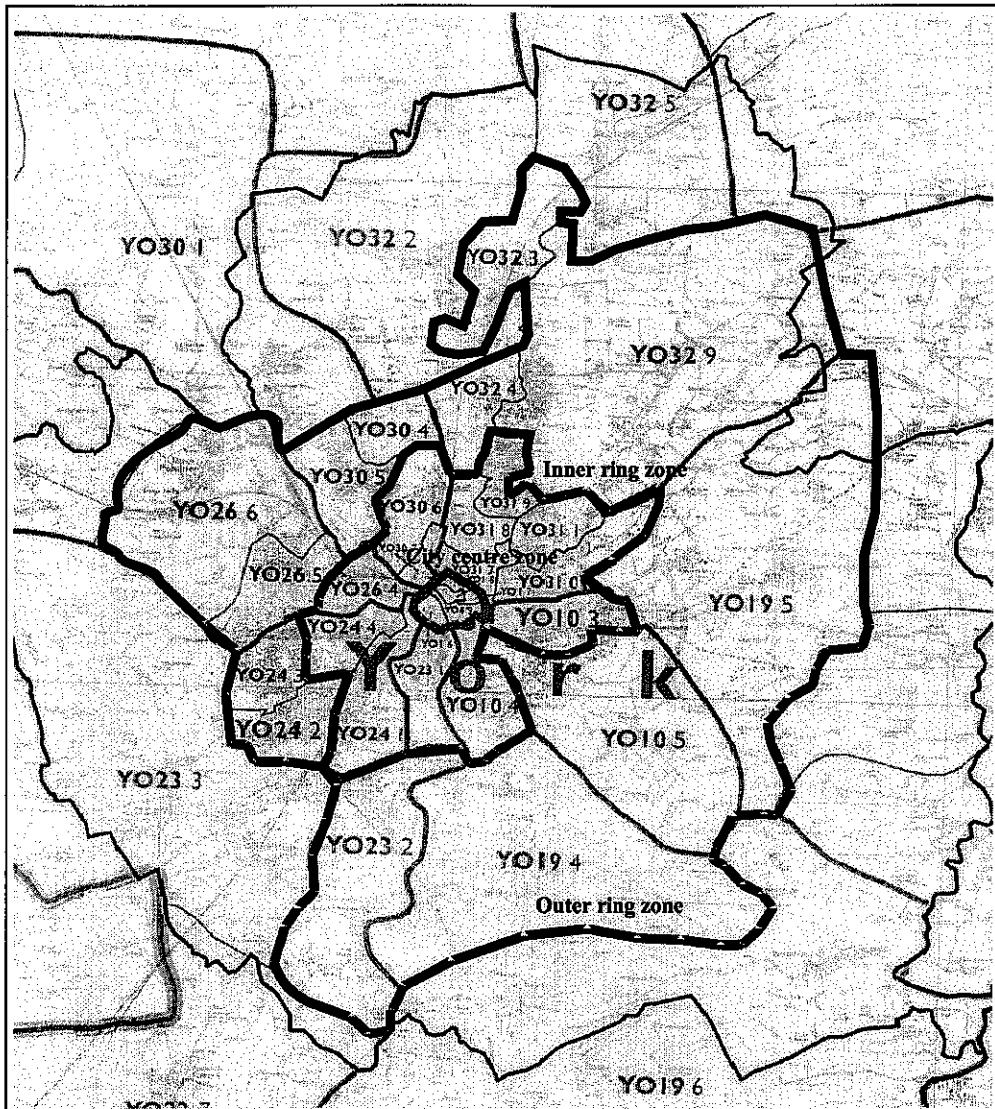 YO32 5
YO30 1
YO32 2
YO32 3
YO32 9
YO32 4
YO30 4
YO30 5
Inner ring zone
YO30 6
YO26 6
YO31 9
YO31 8
YO31 1
City centre zone
YO26 5
YO26 4
YO31 0
YO10 3
YO19 5
YO24 4
York
YO24 3
YO23 1
YO10 4
YO24 2
YO24 1
YO10 5
YO23 3
YO23 2
YO19 4
Outer ring zone
YO19 6